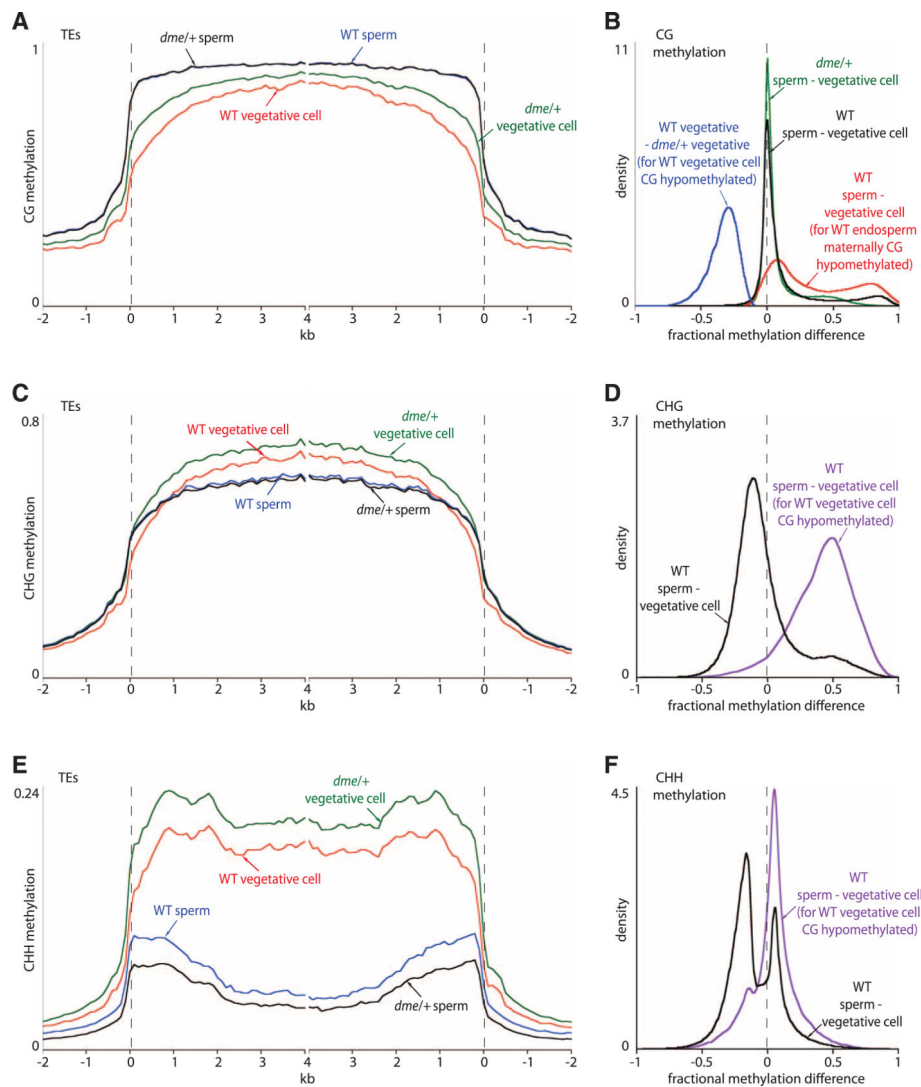 A
TEs
1
dme/+ sperm
WT sperm
WT vegetative cell
dme/+
vegetative cell
CG methylation
0
-2 -1 0 1 2 3 4 3 2 1 0 -1 -2
kb
B
CG
methylation
11
dme/+
sperm - vegetative cell
WT
sperm - vegetative cell
WT vegetative
- dme/+ vegetative
(for WT vegetative cell
CG hypomethylated)
WT
sperm -
vegetative cell
(for WT endosperm
maternally CG
hypomethylated)
density
0
-1 -0.5 0 0.5 1
fractional methylation difference
C
TEs
0.8
WT vegetative cell
dme/+
vegetative cell
WT sperm
dme/+ sperm
CHG methylation
0
-2 -1 0 1 2 3 4 3 2 1 0 -1 -2
kb
D
CHG
methylation
3.7
WT
sperm - vegetative cell
(for WT vegetative cell
CG hypomethylated)
WT
sperm -
vegetative cell
density
0
-1 -0.5 0 0.5 1
fractional methylation difference
E
TEs
0.24
dme/+
vegetative cell
WT vegetative cell
WT sperm
dme/+ sperm
CHH methylation
0
-2 -1 0 1 2 3 4 3 2 1 0 -1 -2
kb
F
CHH
methylation
4.5
WT
sperm - vegetative cell
(for WT vegetative cell
CG hypomethylated)
WT
sperm -
vegetative cell
density
0
-1 -0.5 0 0.5 1
fractional methylation difference